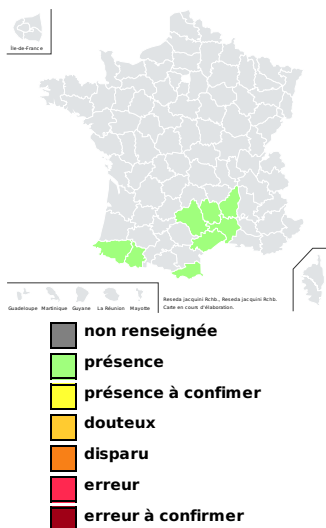 Île-de-France
Guadeloupe Martinique Guyane La Réunion Mayotte
Reseda jacquini Rchb., Reseda jacquini Rchb.
Carte en cours d'élaboration.
non renseignée
présence
présence à confimer
douteux
disparu
erreur
erreur à confirmer